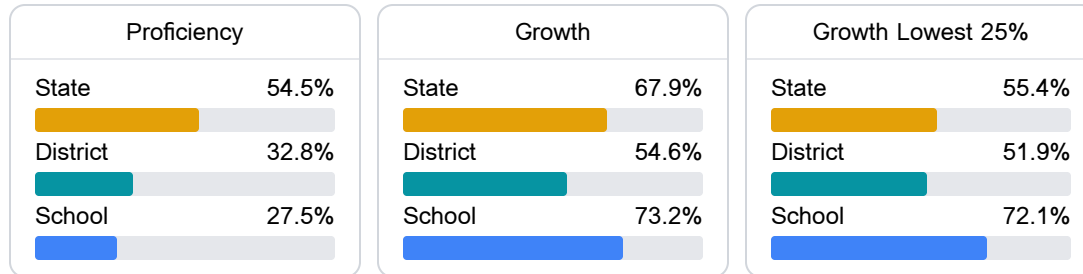 Proficiency
State 54.5%
District 32.8%
School 27.5%
Growth
State 67.9%
District 54.6%
School 73.2%
Growth Lowest 25%
State 55.4%
District 51.9%
School 72.1%